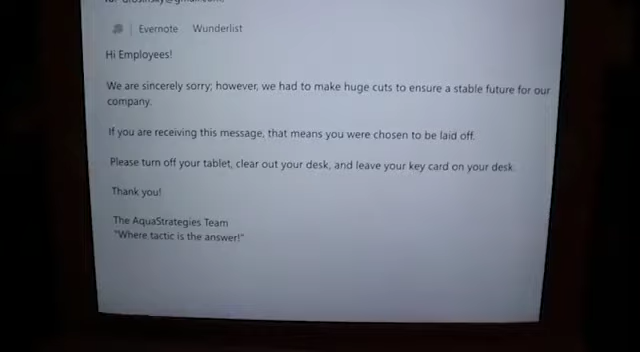 Evernote Wunderlist
Hi Employees!
We are sincerely sorry; however, we had to make huge cuts to ensure a stable future for our
company.
If you are receiving this message, that means you were chosen to be laid off.
Please turn off your tablet, clear out your desk, and leave your key card on your desk.
Thank you!
The AquaStrategies Team
"Where tactic is the answer!"